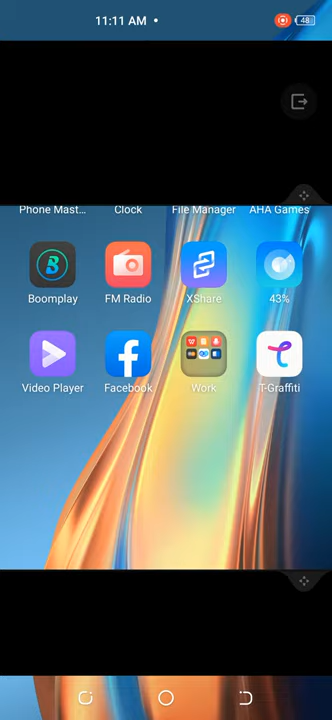 11:11 AM •
48
Phone Mast... Clock File Manager AHA Games
Boomplay FM Radio XShare 43%
Video Player Facebook Work T-Graffiti